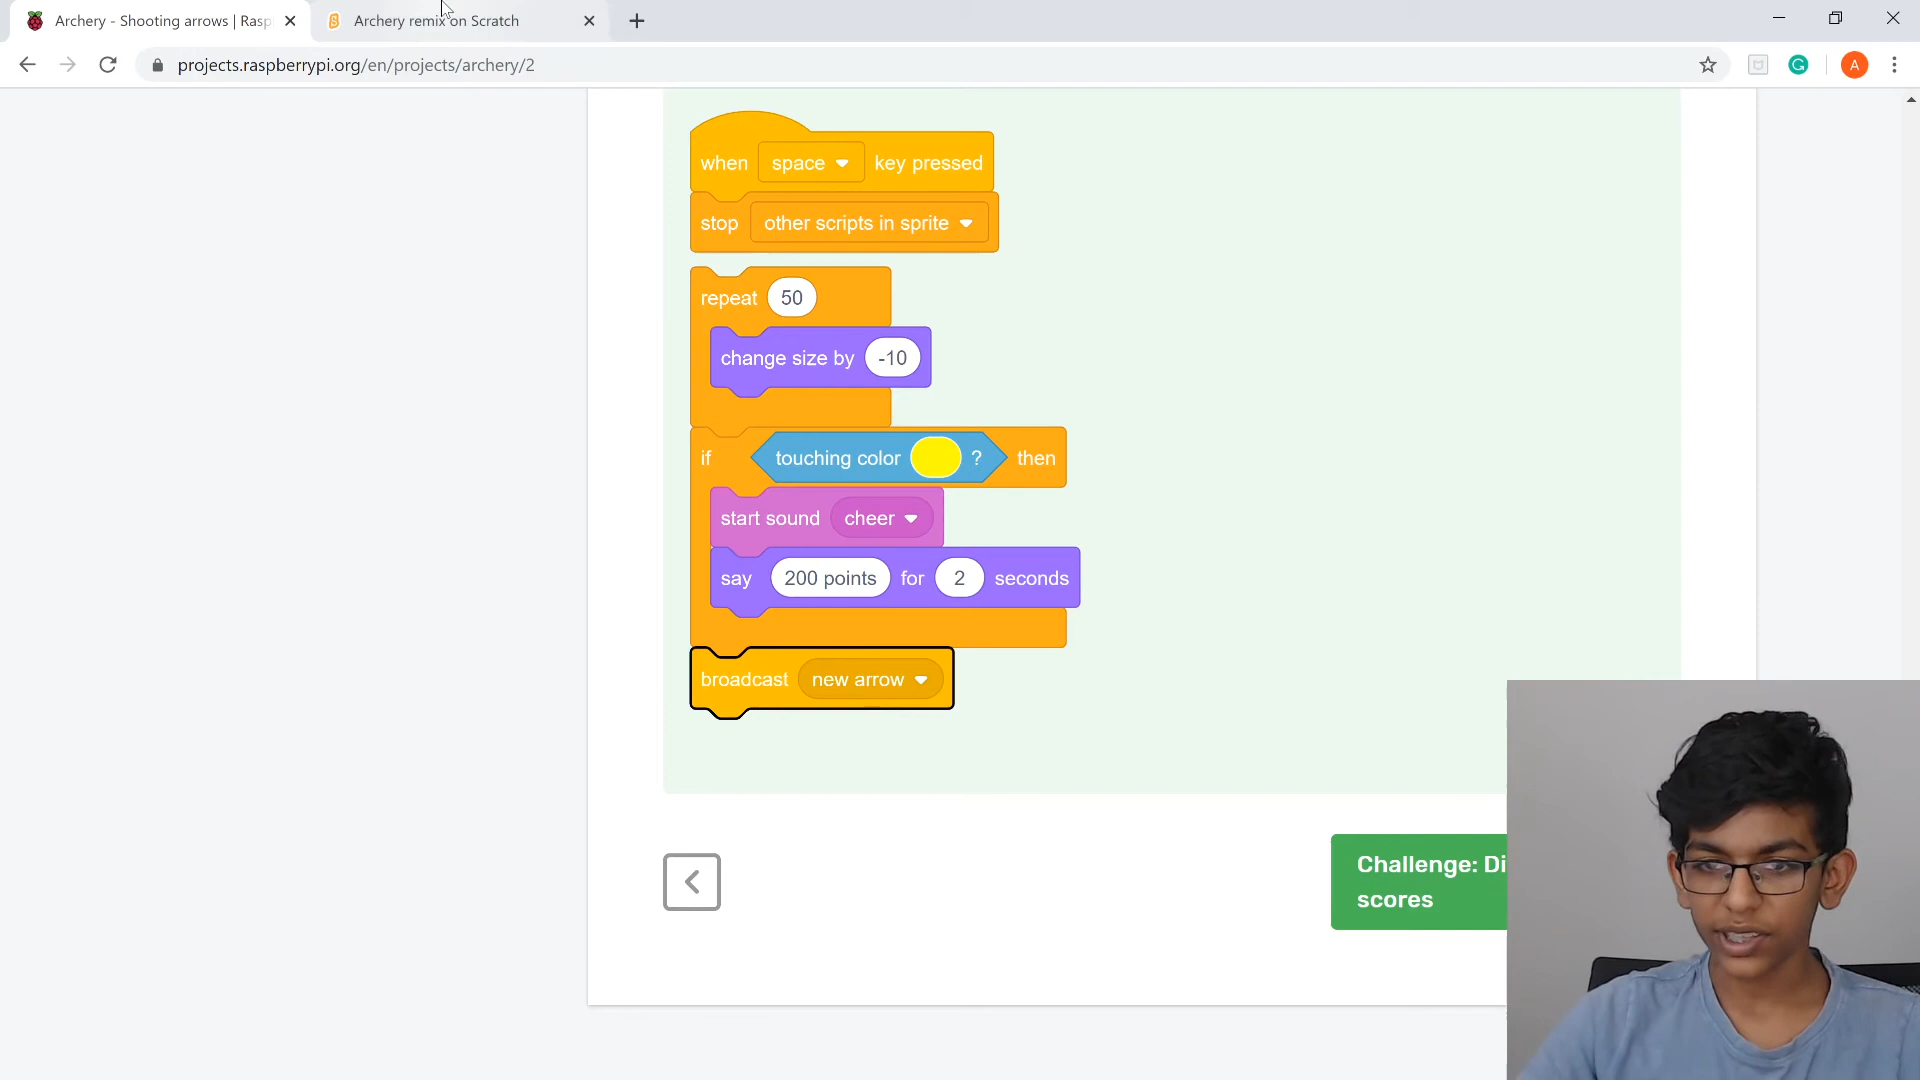 Archery - Shooting arrows | Rasp
Archery remix on Scratch
projects.raspberrypi.org/en/projects/archery/2
A
when space key pressed
stop other scripts in sprite
repeat 50
change size by -10
if touching color ? then
start sound cheer
say 200 points for 2 seconds
broadcast new arrow
Challenge: Di
scores